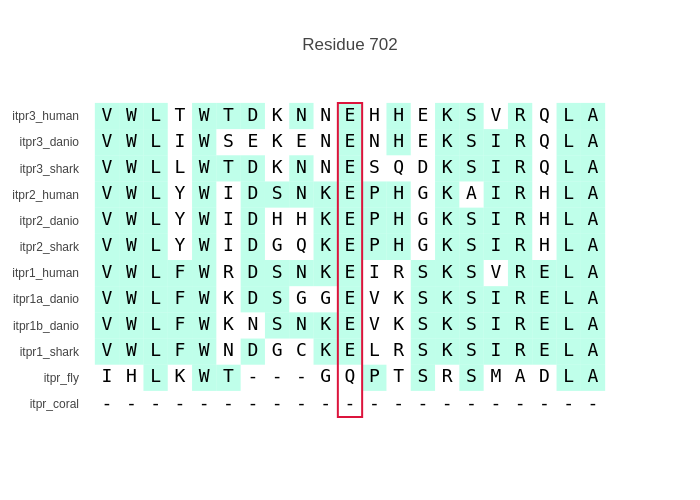 Residue 702
itpr3_human V W L T W T D K N N E H H E K S V R Q L A
itpr3_danio V W L I W S E K E N E N H E K S I R Q L A
itpr3_shark V W L L W T D K N N E S Q D K S I R Q L A
itpr2_human V W L Y W I D S N K E P H G K A I R H L A
itpr2_danio V W L Y W I D H H K E P H G K S I R H L A
itpr2_shark V W L Y W I D G Q K E P H G K S I R H L A
itpr1_human V W L F W R D S N K E I R S K S V R E L A
itpr1a_danio V W L F W K D S G G E V K S K S I R E L A
itpr1b_danio V W L F W K N S N K E V K S K S I R E L A
itpr1_shark V W L F W N D G C K E L R S K S I R E L A
itpr_fly I H L K W T - - - G Q P T S R S M A D L A
itpr_coral - - - - - - - - - - - - - - - - - - - - -